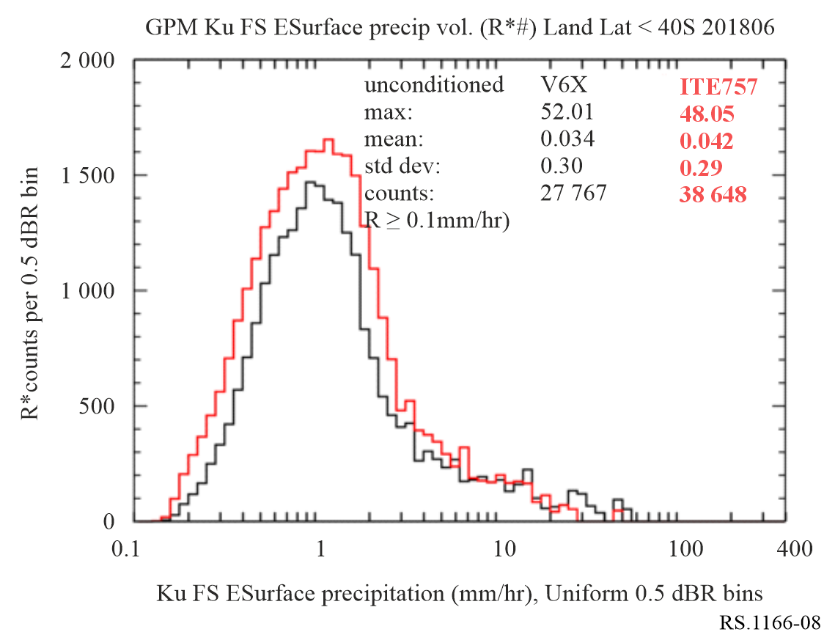 GPM Ku FS ESurface precip vol. (R*#) Land Lat < 40S 201806
2 000
1 500
1 000
500
0
R*counts per 0.5 dBR bin
unconditioned V6X ITE757
max: 52.01 48.05
mean: 0.034 0.042
std dev: 0.30 0.29
counts: 27 767 38 648
R ≥ 0.1mm/hr)
0.1 1 10 100 400
Ku FS ESurface precipitation (mm/hr), Uniform 0.5 dBR bins
RS.1166-08